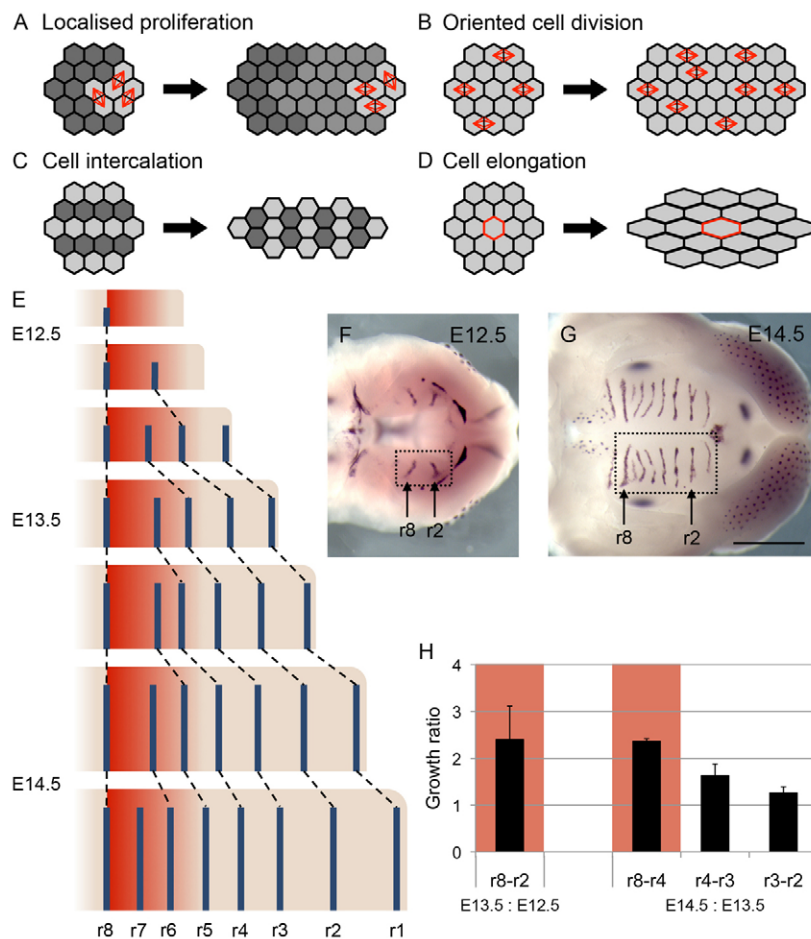 A Localised proliferation
B Oriented cell division
C Cell intercalation
D Cell elongation
E
E12.5
E13.5
E14.5
r8 r7 r6 r5 r4 r3 r2 r1
F E12.5
r8 r2
G E14.5
r8 r2
H
Growth ratio
4
3
2
1
0
r8-r2 r8-r4 r4-r3 r3-r2
E13.5 : E12.5 E14.5 : E13.5